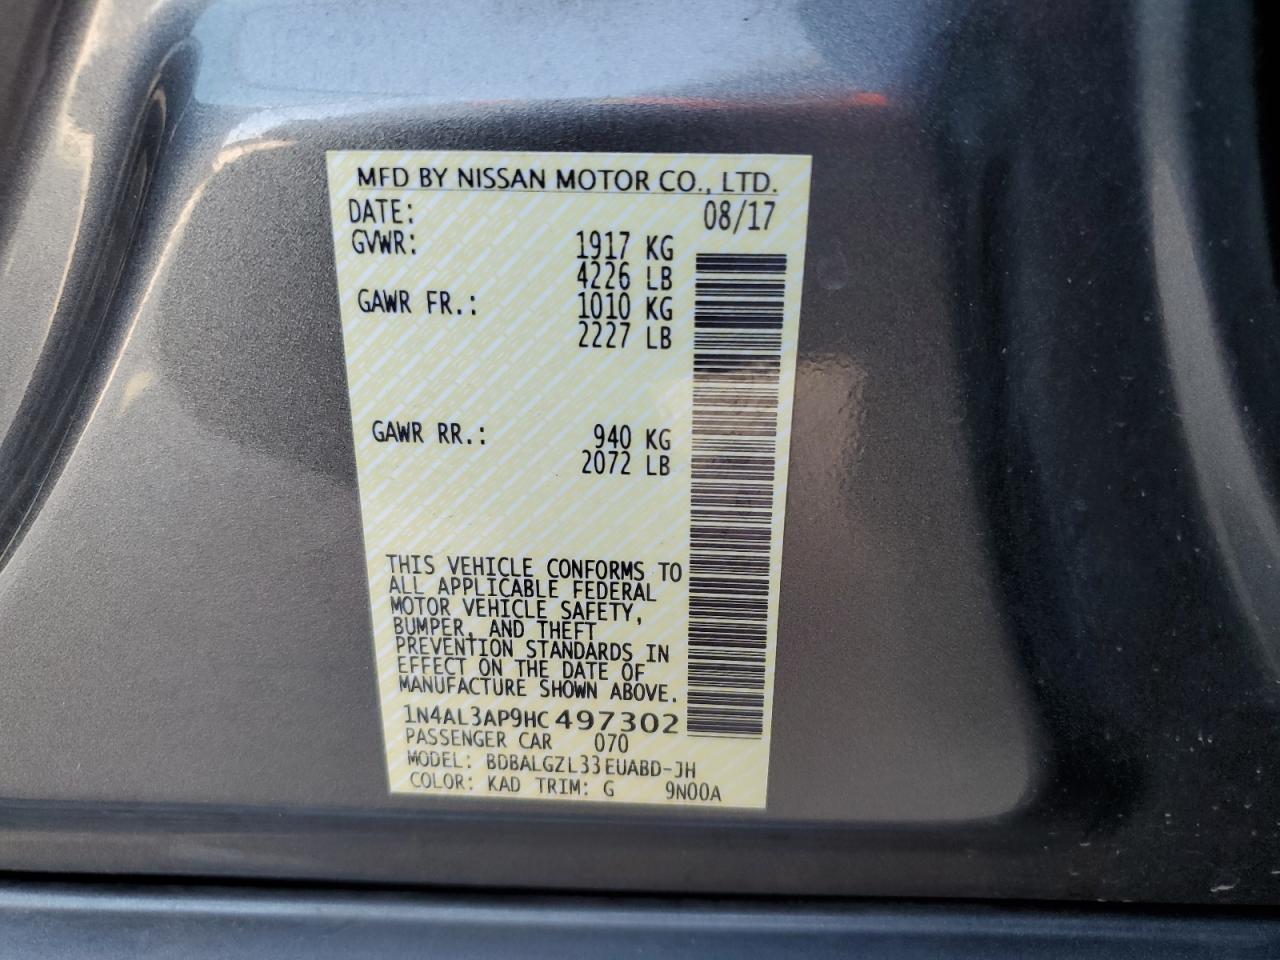 MFD BY NISSAN MOTOR CO., LTD.
DATE: 08/17
GVWR: 1917 KG
4226 LB
GAWR FR.: 1010 KG
2227 LB
GAWR RR.: 940 KG
2072 LB
THIS VEHICLE CONFORMS TO
ALL APPLICABLE FEDERAL
MOTOR VEHICLE SAFETY,
BUMPER, AND THEFT
PREVENTION STANDARDS IN
EFFECT ON THE DATE OF
MANUFACTURE SHOWN ABOVE.
1N4AL3AP9HC497302
PASSENGER CAR 070
MODEL: BDBALGZL33EUABD-JH
COLOR: KAD TRIM: G 9N00A